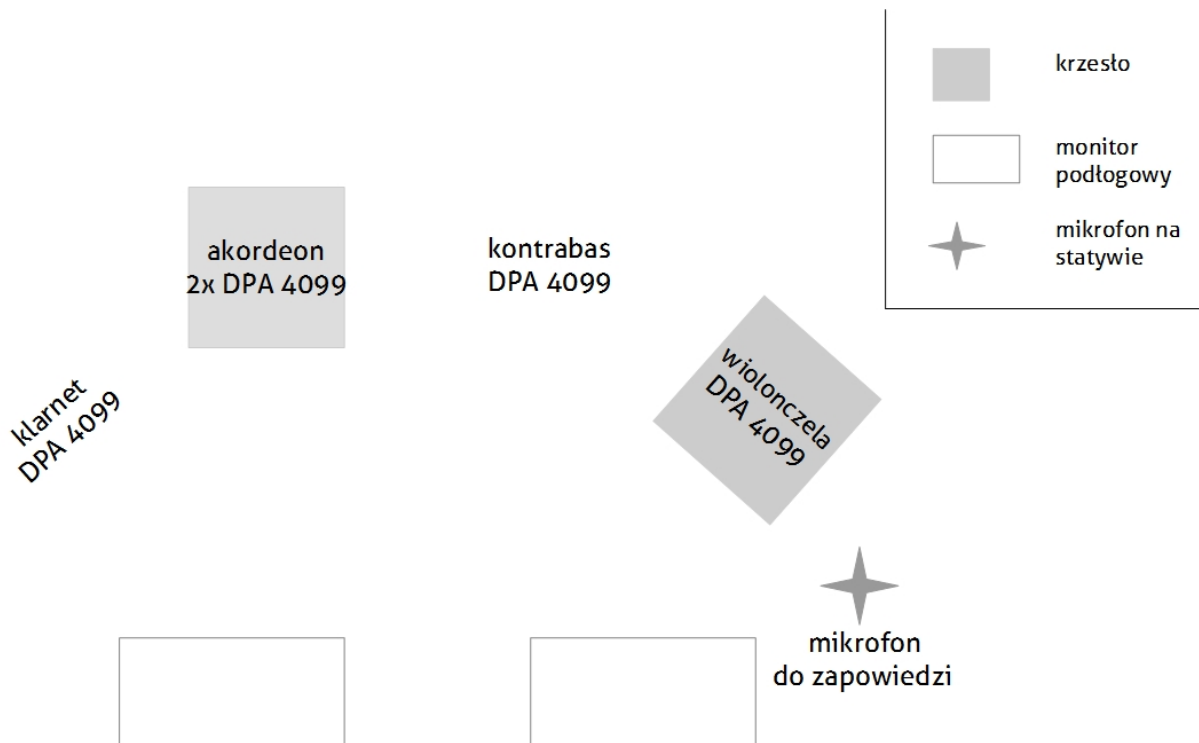 krzesło
monitor
podłogowy
mikrofon na
statywie
akordeon
2x DPA 4099
kontrabas
DPA 4099
wiolonczela
DPA 4099
klarnet
DPA 4099
mikrofon
do zapowiedzi